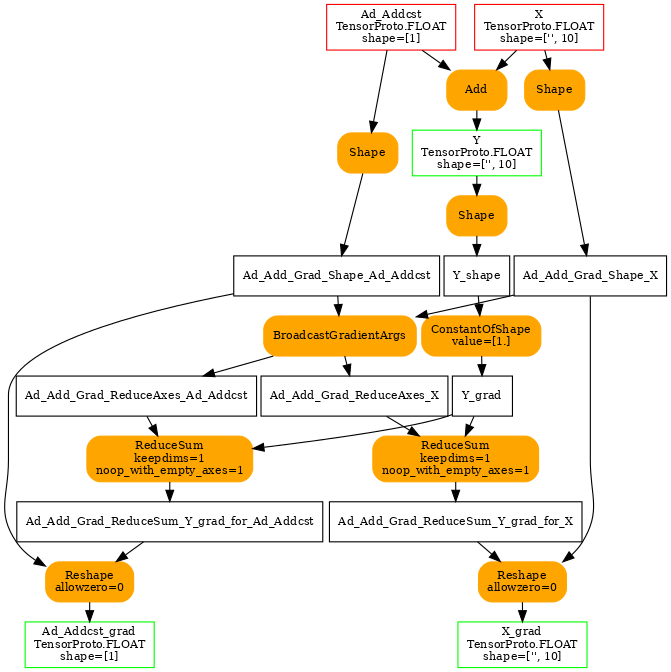 Ad_Addcst
TensorProto.FLOAT
shape=[1]
X
TensorProto.FLOAT
shape=['', 10]
Add
Shape
Shape
Y
TensorProto.FLOAT
shape=['', 10]
Shape
Ad_Add_Grad_Shape_Ad_Addcst
Y_shape
Ad_Add_Grad_Shape_X
BroadcastGradientArgs
ConstantOfShape
value=[1.]
Ad_Add_Grad_ReduceAxes_Ad_Addcst
Ad_Add_Grad_ReduceAxes_X
Y_grad
ReduceSum
keepdims=1
noop_with_empty_axes=1
ReduceSum
keepdims=1
noop_with_empty_axes=1
Ad_Add_Grad_ReduceSum_Y_grad_for_Ad_Addcst
Ad_Add_Grad_ReduceSum_Y_grad_for_X
Reshape
allowzero=0
Reshape
allowzero=0
Ad_Addcst_grad
TensorProto.FLOAT
shape=[1]
X_grad
TensorProto.FLOAT
shape=['', 10]